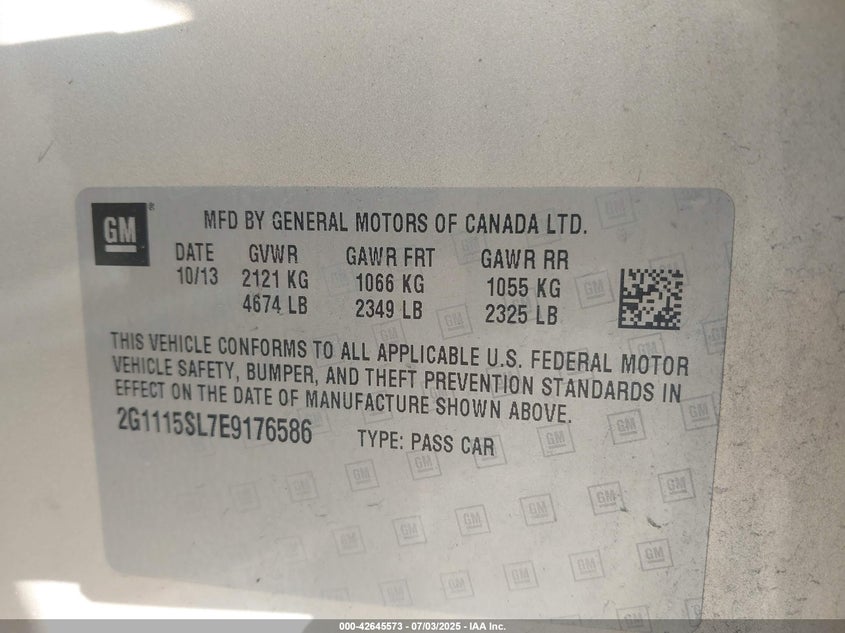 GM
MFD BY GENERAL MOTORS OF CANADA LTD.
DATE GVWR GAWR FRT GAWR RR
10/13 2121 KG 1066 KG 1055 KG
4674 LB 2349 LB 2325 LB
THIS VEHICLE CONFORMS TO ALL APPLICABLE U.S. FEDERAL MOTOR
VEHICLE SAFETY, BUMPER, AND THEFT PREVENTION STANDARDS IN
EFFECT ON THE DATE OF MANUFACTURE SHOWN ABOVE.
2G1115SL7E9176586 TYPE: PASS CAR
000-42645573 - 07/03/2025 - IAA Inc.